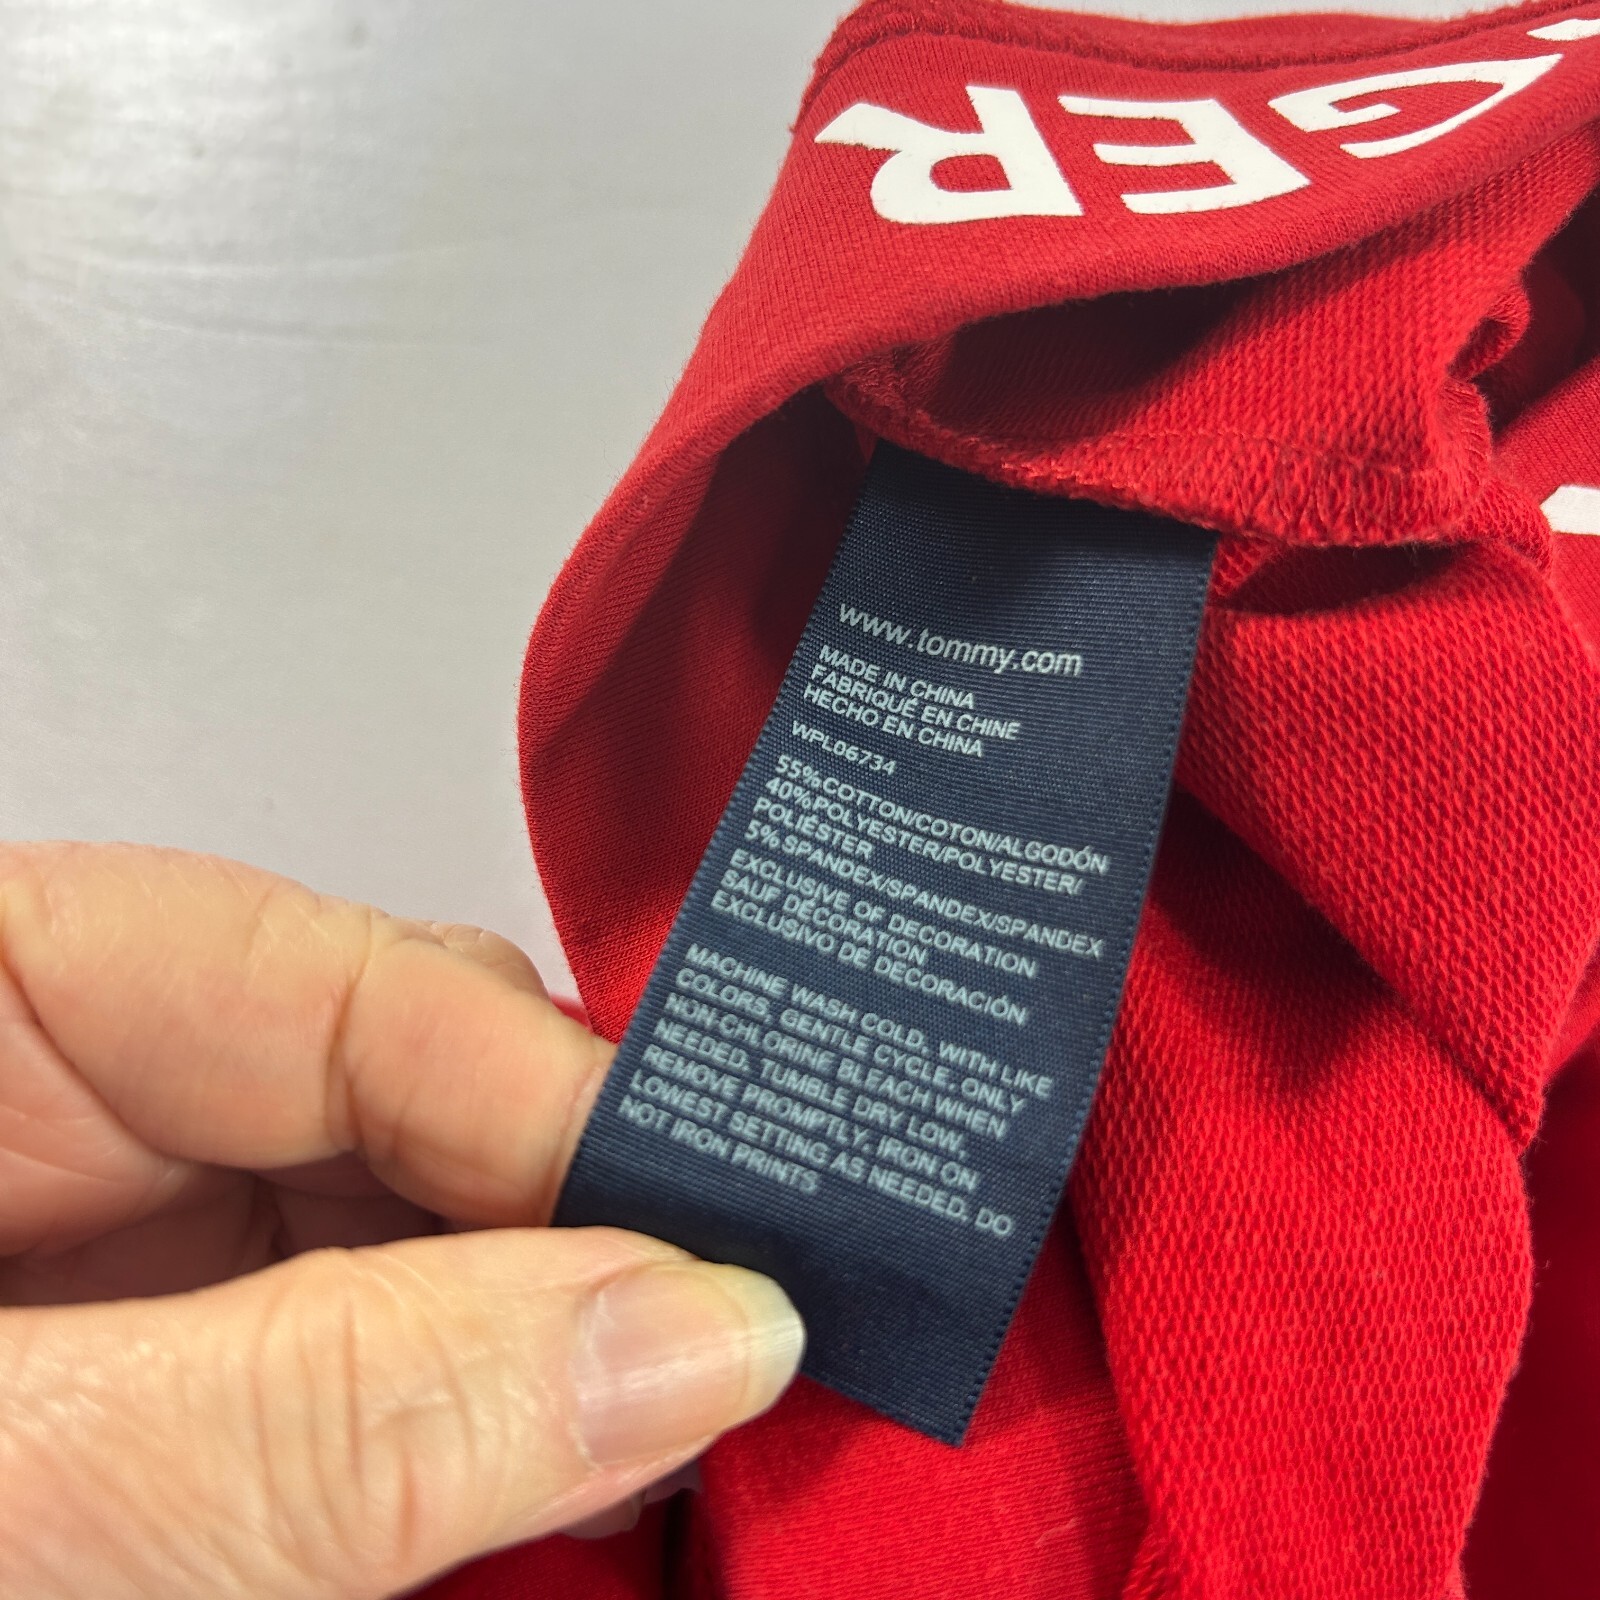 GER
www.tommy.com
MADE IN CHINA
FABRIQUÉ EN CHINE
HECHO EN CHINA
WPL06734
55%COTTON/COTON/ALGODÓN
40%POLYESTER/POLYESTER/
POLIÉSTER
5%SPANDEX/SPANDEX/SPANDEX
EXCLUSIVE OF DECORATION
SAUF DÉCORATION
EXCLUSIVO DE DECORACIÓN
MACHINE WASH COLD, WITH LIKE
COLORS, GENTLE CYCLE. ONLY
NON-CHLORINE BLEACH WHEN
NEEDED. TUMBLE DRY LOW,
REMOVE PROMPTLY. IRON ON
LOWEST SETTING AS NEEDED. DO
NOT IRON PRINTS